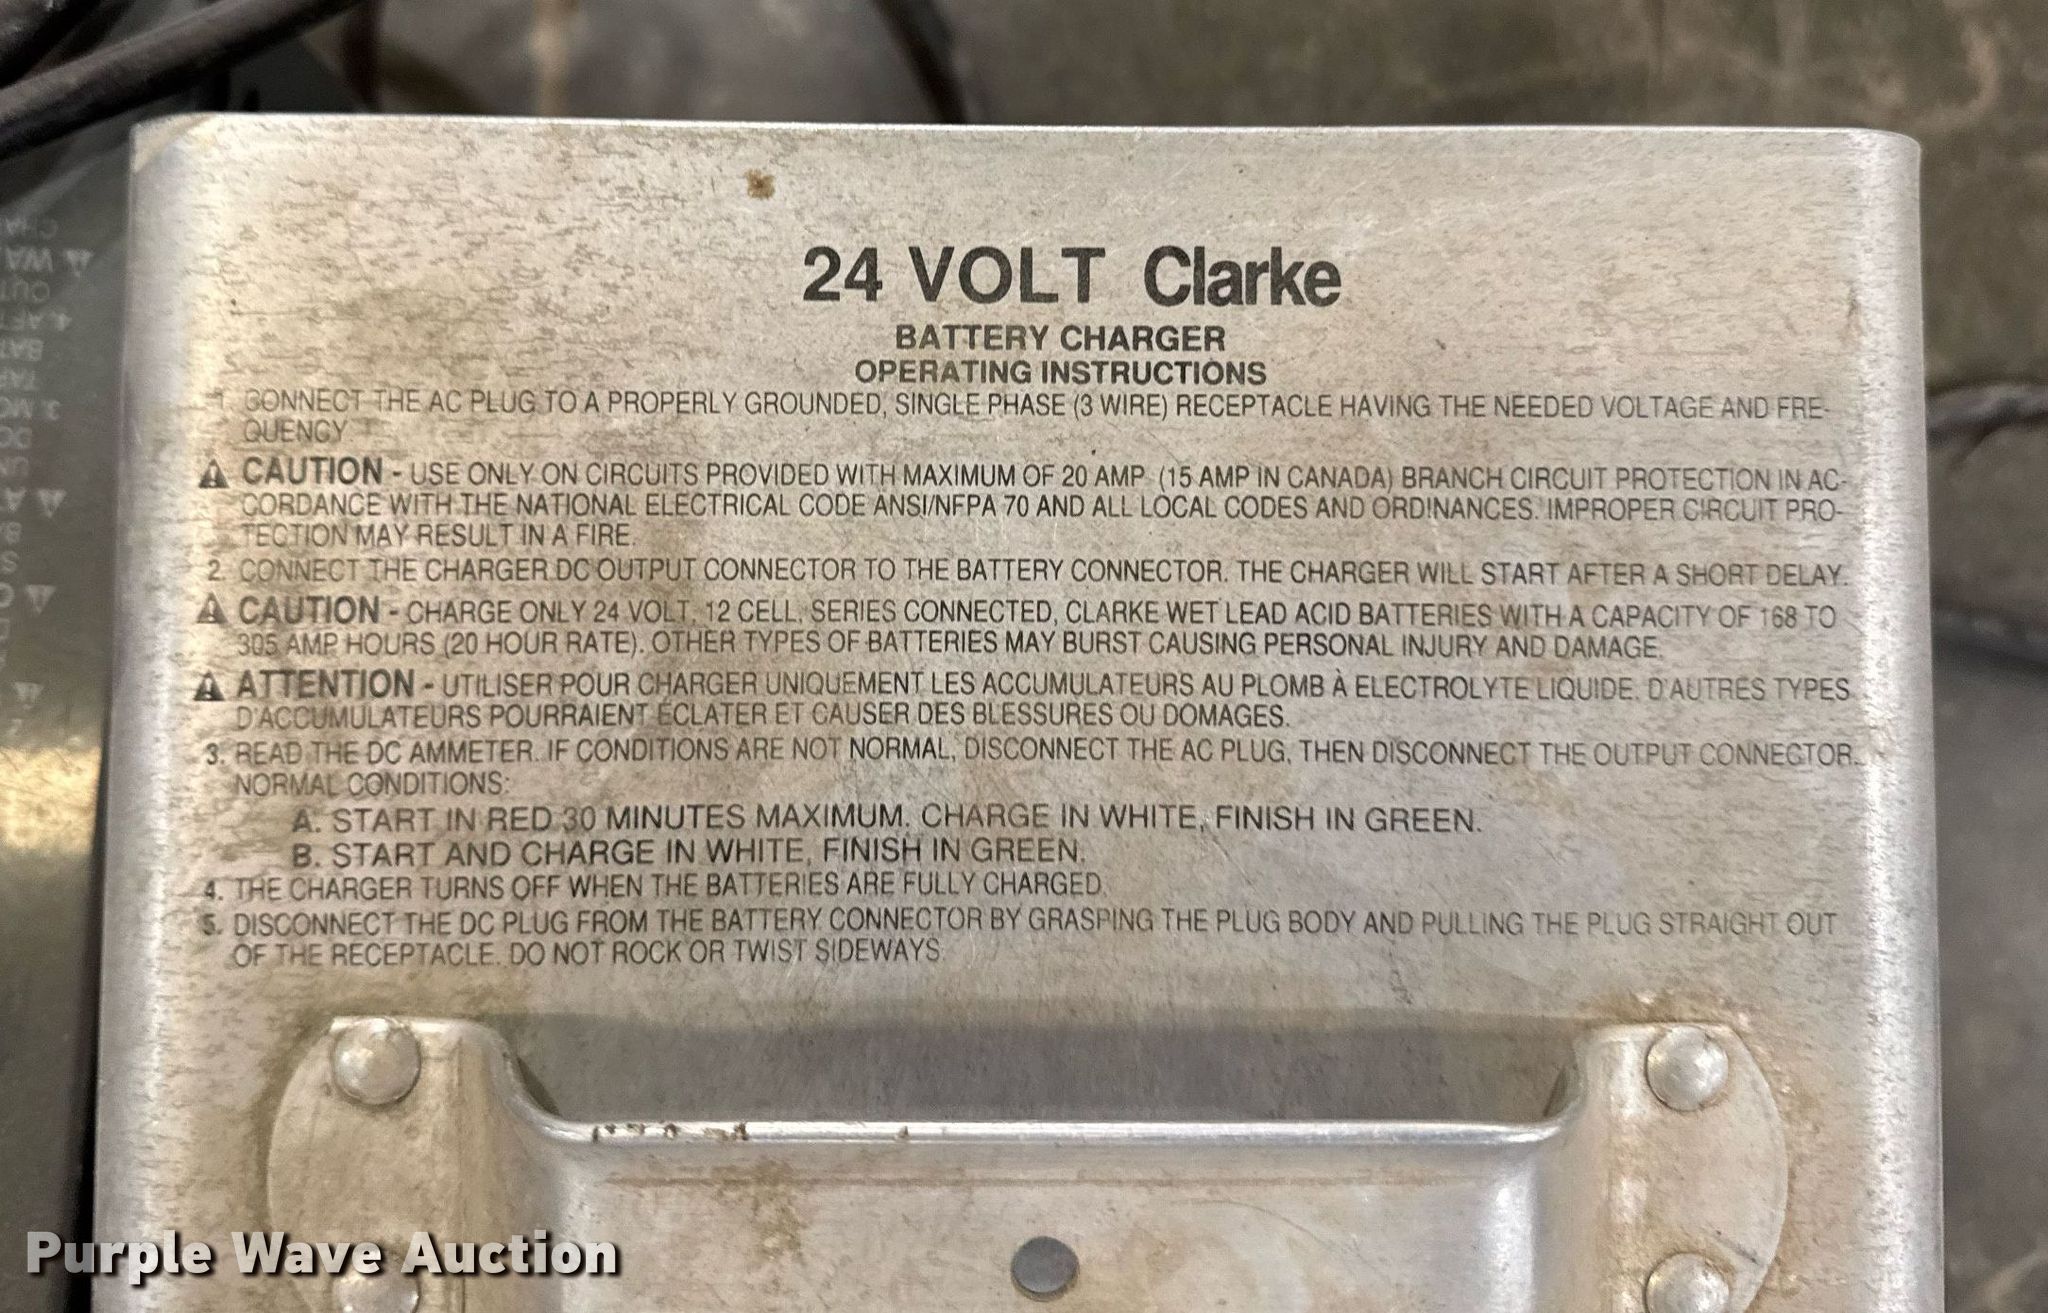 24 VOLT Clarke
BATTERY CHARGER
OPERATING INSTRUCTIONS
1. CONNECT THE AC PLUG TO A PROPERLY GROUNDED, SINGLE PHASE (3 WIRE) RECEPTACLE HAVING THE NEEDED VOLTAGE AND FRE-
QUENCY.
⚠ CAUTION - USE ONLY ON CIRCUITS PROVIDED WITH MAXIMUM OF 20 AMP (15 AMP IN CANADA) BRANCH CIRCUIT PROTECTION IN AC-
CORDANCE WITH THE NATIONAL ELECTRICAL CODE ANSI/NFPA 70 AND ALL LOCAL CODES AND ORDINANCES. IMPROPER CIRCUIT PRO-
TECTION MAY RESULT IN A FIRE.
2. CONNECT THE CHARGER DC OUTPUT CONNECTOR TO THE BATTERY CONNECTOR. THE CHARGER WILL START AFTER A SHORT DELAY.
⚠ CAUTION - CHARGE ONLY 24 VOLT, 12 CELL, SERIES CONNECTED, CLARKE WET LEAD ACID BATTERIES WITH A CAPACITY OF 168 TO
305 AMP HOURS (20 HOUR RATE). OTHER TYPES OF BATTERIES MAY BURST CAUSING PERSONAL INJURY AND DAMAGE.
⚠ ATTENTION - UTILISER POUR CHARGER UNIQUEMENT LES ACCUMULATEURS AU PLOMB À ELECTROLYTE LIQUIDE. D'AUTRES TYPES
D'ACCUMULATEURS POURRAIENT ÉCLATER ET CAUSER DES BLESSURES OU DOMAGES.
3. READ THE DC AMMETER. IF CONDITIONS ARE NOT NORMAL, DISCONNECT THE AC PLUG, THEN DISCONNECT THE OUTPUT CONNECTOR.
NORMAL CONDITIONS:
A. START IN RED 30 MINUTES MAXIMUM. CHARGE IN WHITE, FINISH IN GREEN.
B. START AND CHARGE IN WHITE, FINISH IN GREEN.
4. THE CHARGER TURNS OFF WHEN THE BATTERIES ARE FULLY CHARGED.
5. DISCONNECT THE DC PLUG FROM THE BATTERY CONNECTOR BY GRASPING THE PLUG BODY AND PULLING THE PLUG STRAIGHT OUT
OF THE RECEPTACLE. DO NOT ROCK OR TWIST SIDEWAYS.
Purple Wave Auction